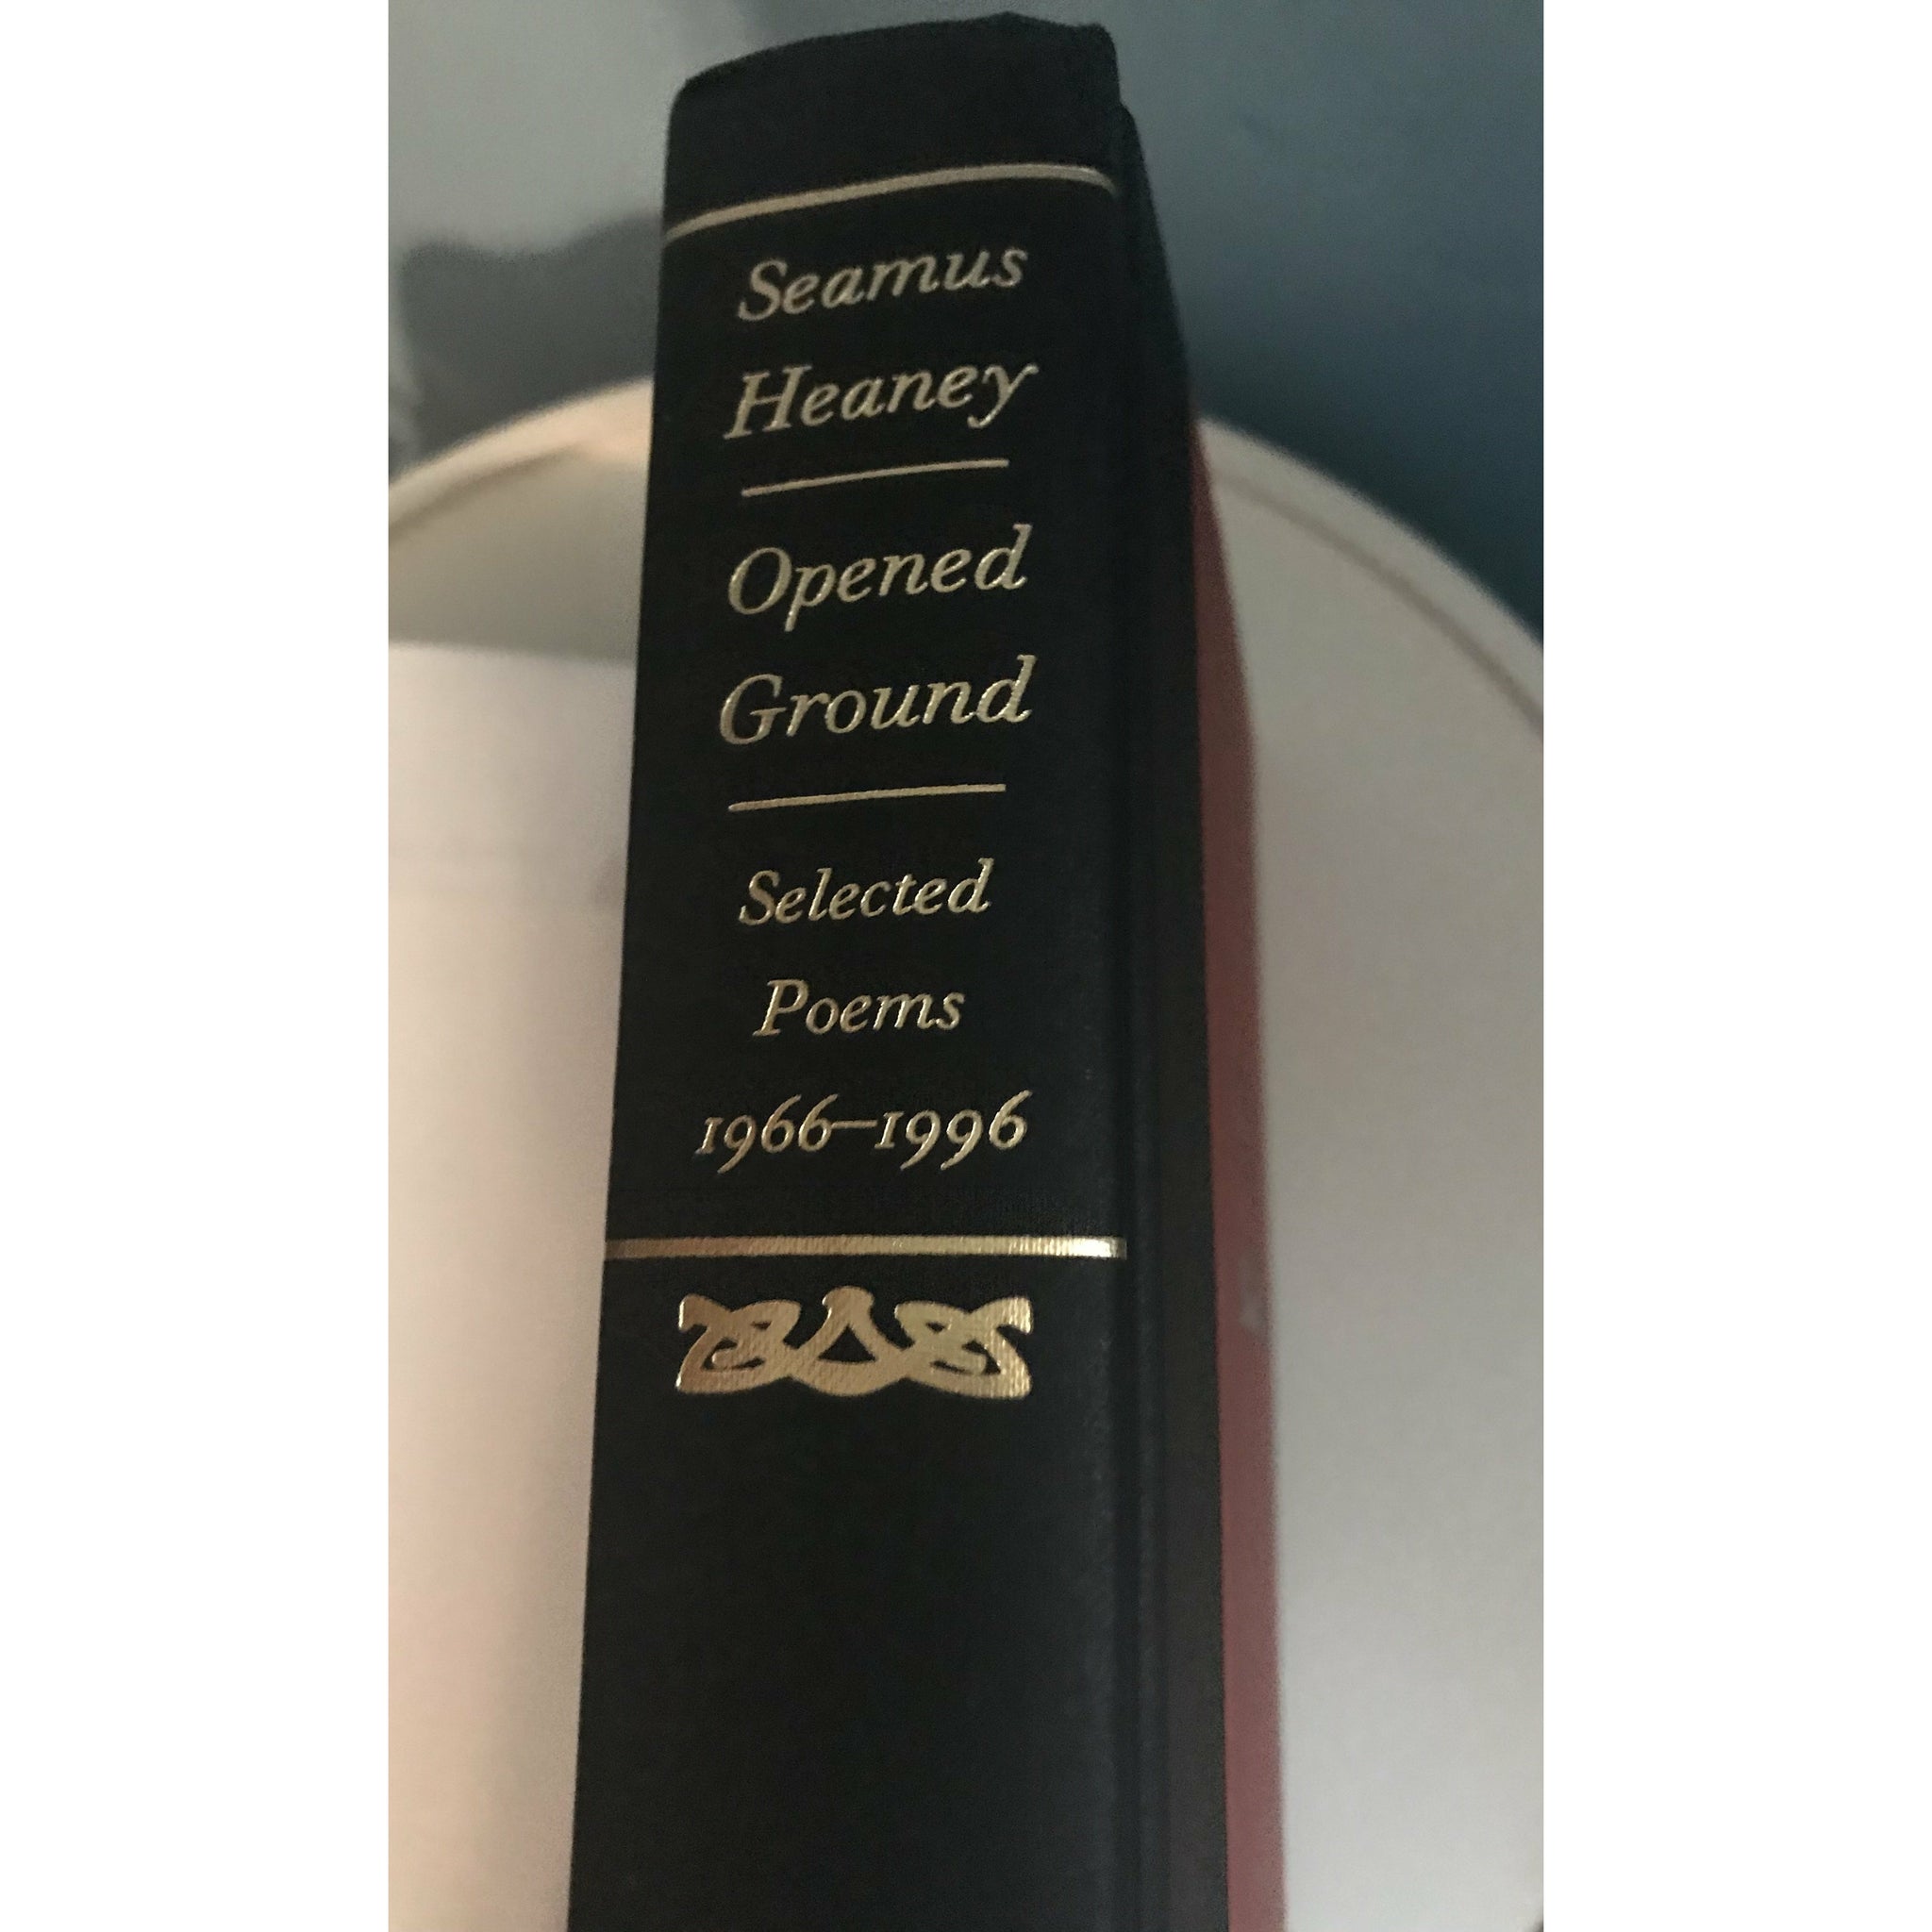 Seamus
Heaney
Opened
Ground
Selected
Poems
1966–1996